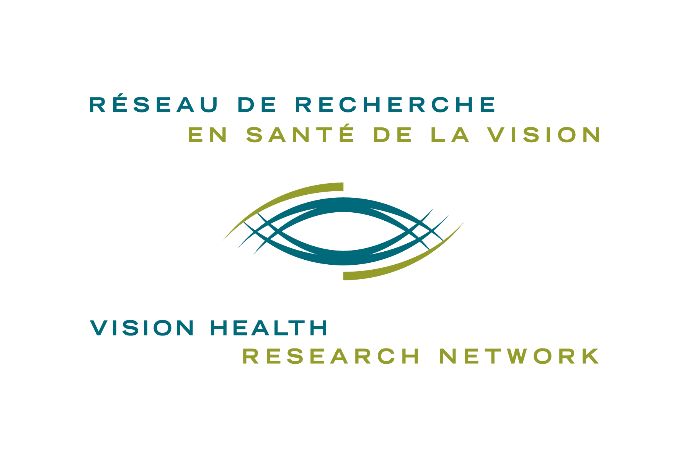 RÉSEAU DE RECHERCHE
EN SANTÉ DE LA VISION
VISION HEALTH
RESEARCH NETWORK